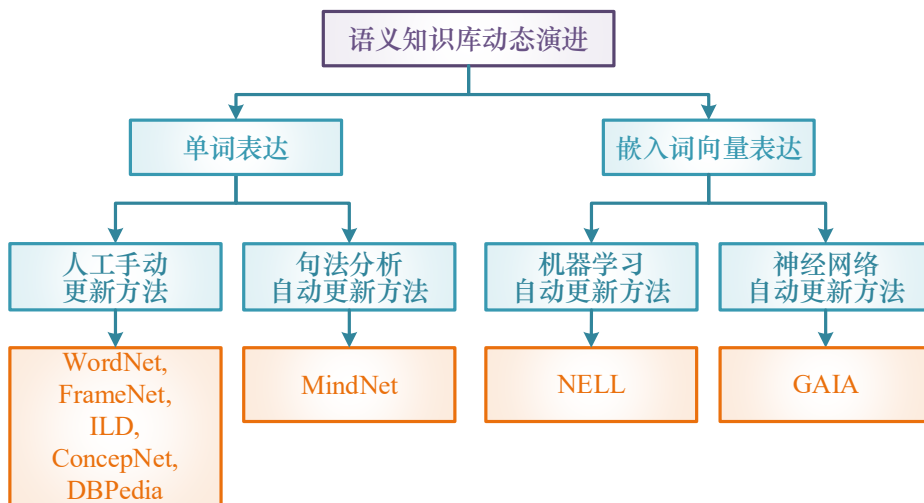 语义知识库动态演进
单词表达
嵌入词向量表达
人工手动
更新方法
句法分析
自动更新方法
机器学习
自动更新方法
神经网络
自动更新方法
WordNet,
FrameNet,
ILD,
ConcepNet,
DBPedia
MindNet
NELL
GAIA